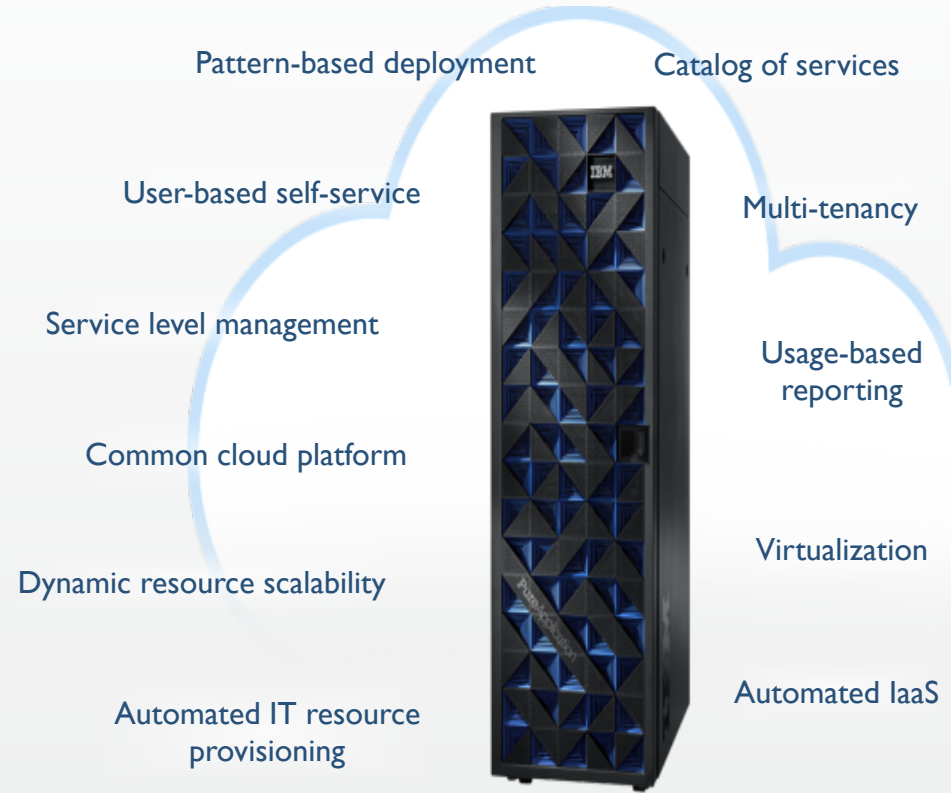 Pattern-based deployment
Catalog of services
IBM
User-based self-service
Multi-tenancy
Service level management
Usage-based
reporting
Common cloud platform
Virtualization
Dynamic resource scalability
PureApplication
Automated IaaS
Automated IT resource
provisioning